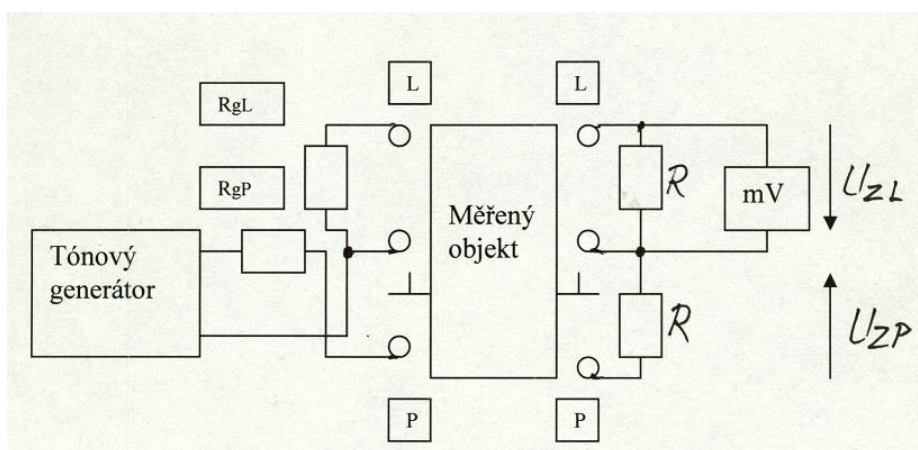 L
L
RgL
RgP
R
mV
UZL
Měřený
objekt
Tónový
generátor
R
UZP
P
P